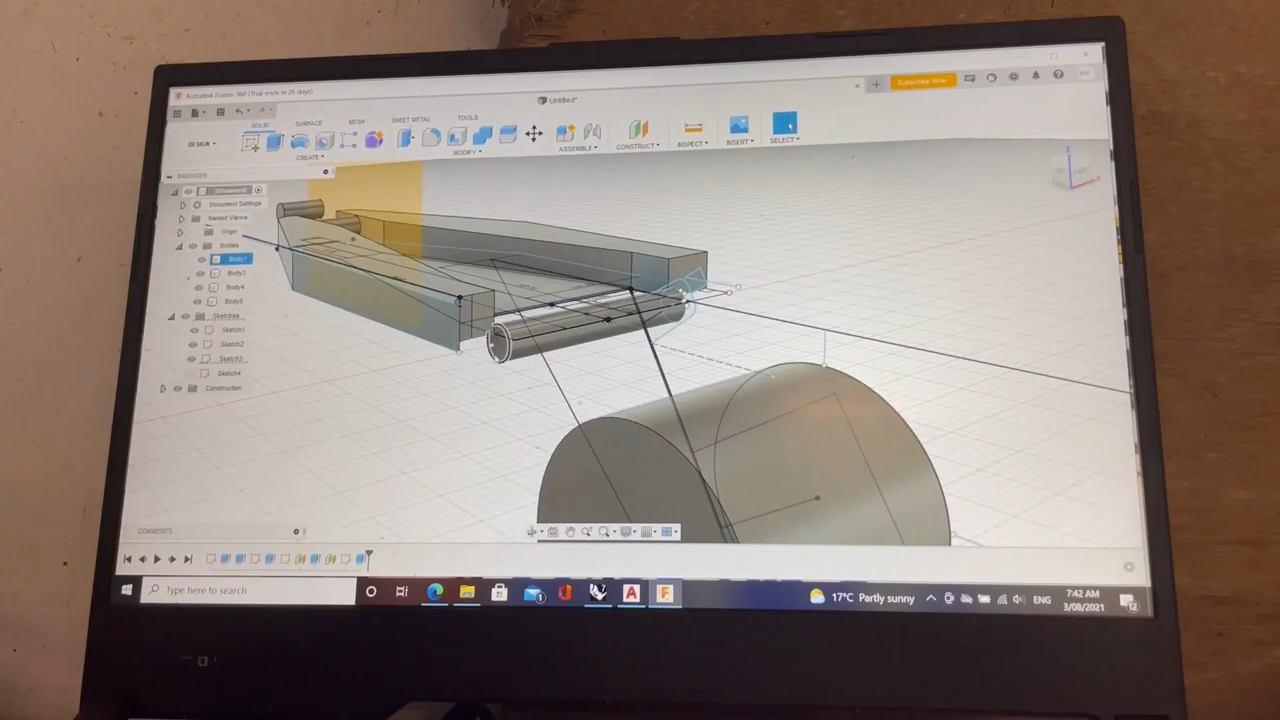 Autodesk Fusion 360 (Trial ends in 26 days)
Subscribe Now
Untitled*
SOLID SURFACE MESH SHEET METAL TOOLS
DESIGN
CREATE MODIFY ASSEMBLE CONSTRUCT INSPECT INSERT SELECT
BROWSER
(Unsaved)
Document Settings
Named Views
Origin
Bodies
Body1
Body3
Body4
Body5
Sketches
Sketch1
Sketch2
Sketch3
Sketch4
Construction
COMMENTS
Type here to search
17°C Partly sunny
ENG
7:42 AM
3/08/2021
12